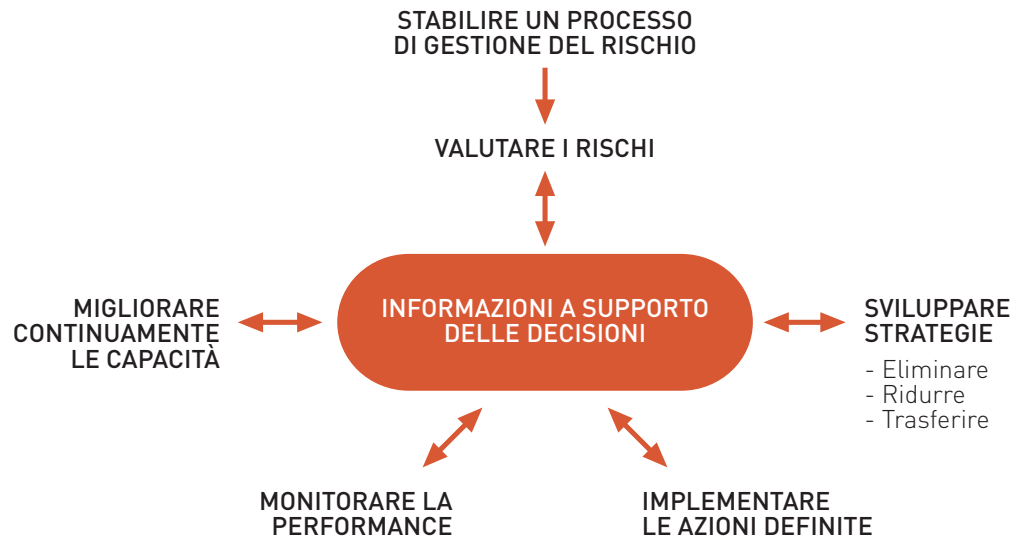 STABILIRE UN PROCESSO
DI GESTIONE DEL RISCHIO
VALUTARE I RISCHI
INFORMAZIONI A SUPPORTO
DELLE DECISIONI
MIGLIORARE
CONTINUAMENTE
LE CAPACITÀ
SVILUPPARE
STRATEGIE
- Eliminare
- Ridurre
- Trasferire
MONITORARE LA
PERFORMANCE
IMPLEMENTARE
LE AZIONI DEFINITE